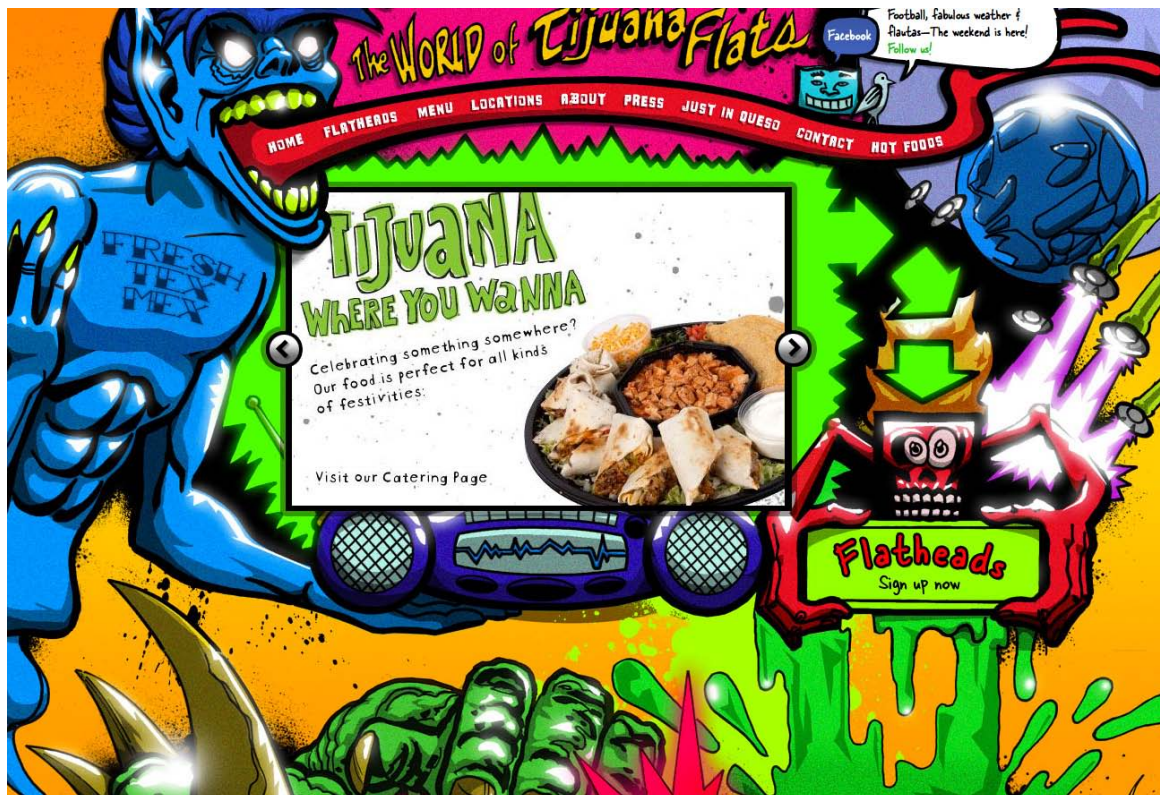 The WORLD of Tijuana Flats
Facebook
Football, fabulous weather &
flautas—The weekend is here!
Follow us!
HOME FLATHEADS MENU LOCATIONS ABOUT PRESS JUST IN QUESO CONTACT HOT FOODS
FRESH
TEX
MEX
TIJUANA
WHERE YOU WANNA
Celebrating something somewhere?
Our food is perfect for all kinds
of festivities.
Visit our Catering Page
Flatheads
Sign up now